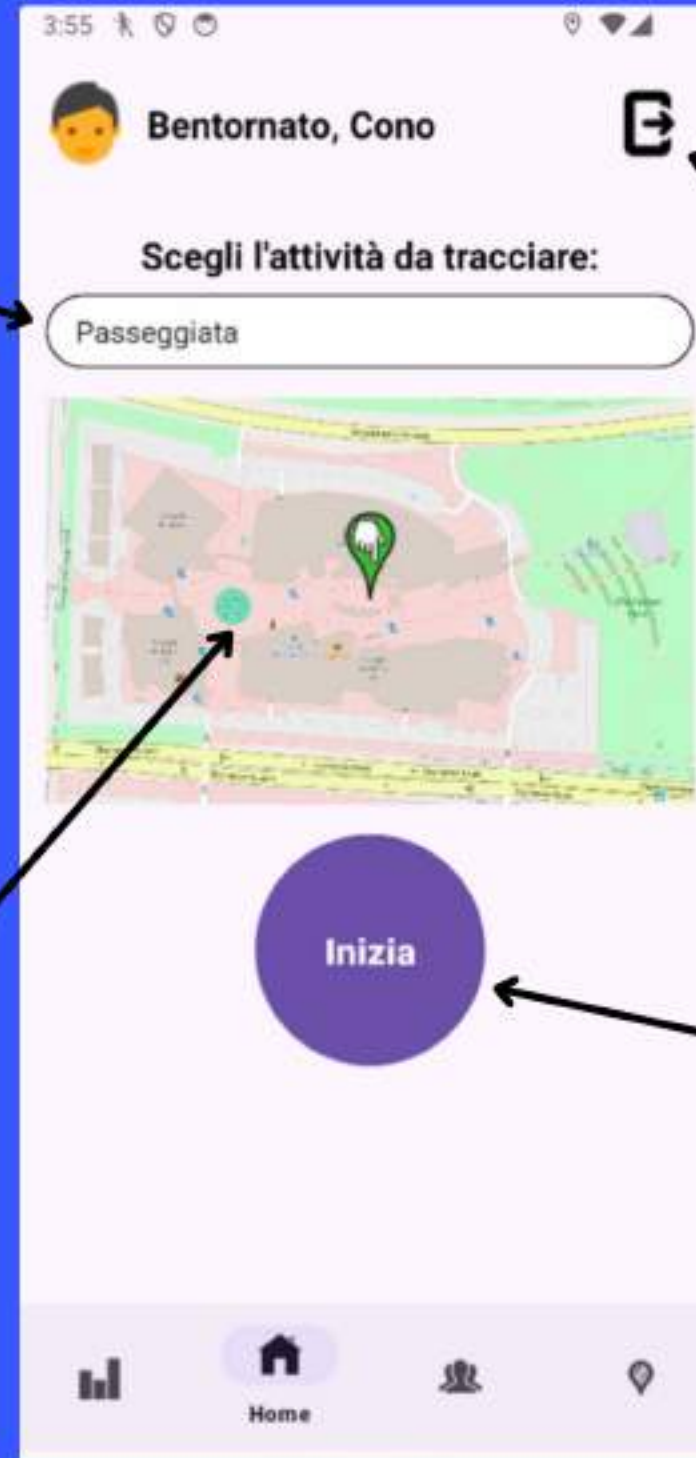 3:55
Bentornato, Cono
Scegli l'attività da tracciare:
Passeggiata
Inizia
Home